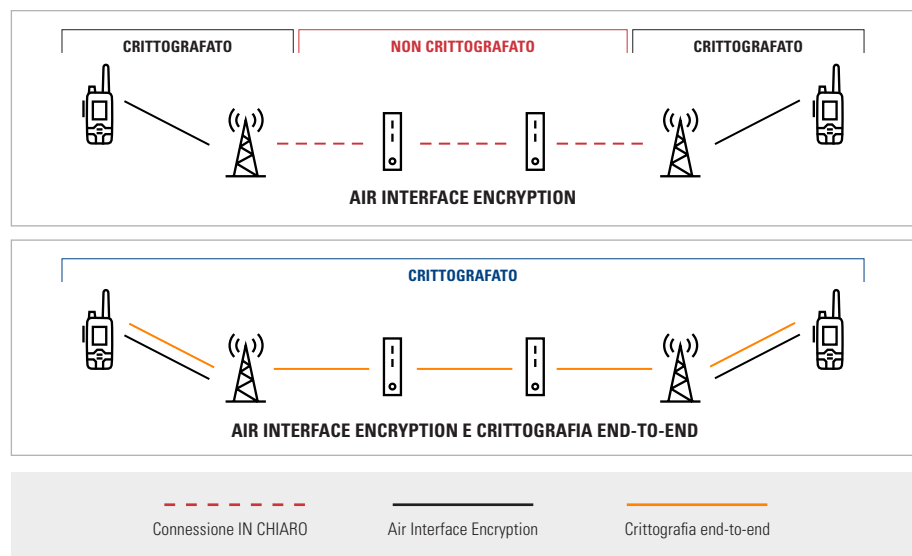 CRITTOGRAFATO
NON CRITTOGRAFATO
CRITTOGRAFATO
AIR INTERFACE ENCRYPTION
CRITTOGRAFATO
AIR INTERFACE ENCRYPTION E CRITTOGRAFIA END-TO-END
Connessione IN CHIARO
Air Interface Encryption
Crittografia end-to-end